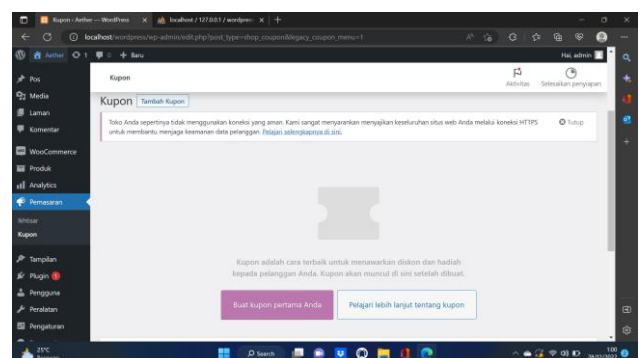 Kupon ‹ Aether — WordPress
localhost / 127.0.0.1 / wordpres
localhost/wordpress/wp-admin/edit.php?post_type=shop_coupon&legacy_coupon_menu=1
Aether 1 0 + Baru
Hai, admin
Pos
Media
Laman
Komentar
WooCommerce
Produk
Analytics
Pemasaran
Ikhtisar
Kupon
Tampilan
Plugin 1
Pengguna
Peralatan
Pengaturan
Kupon
Aktivitas
Selesaikan penyiapan
Kupon Tambah Kupon
Toko Anda sepertinya tidak menggunakan koneksi yang aman. Kami sangat menyarankan menyajikan keseluruhan situs web Anda melalui koneksi HTTPS
untuk membantu menjaga keamanan data pelanggan. Pelajari selengkapnya di sini.
Tutup
Kupon adalah cara terbaik untuk menawarkan diskon dan hadiah
kepada pelanggan Anda. Kupon akan muncul di sini setelah dibuat.
Buat kupon pertama Anda
Pelajari lebih lanjut tentang kupon
25°C
Search